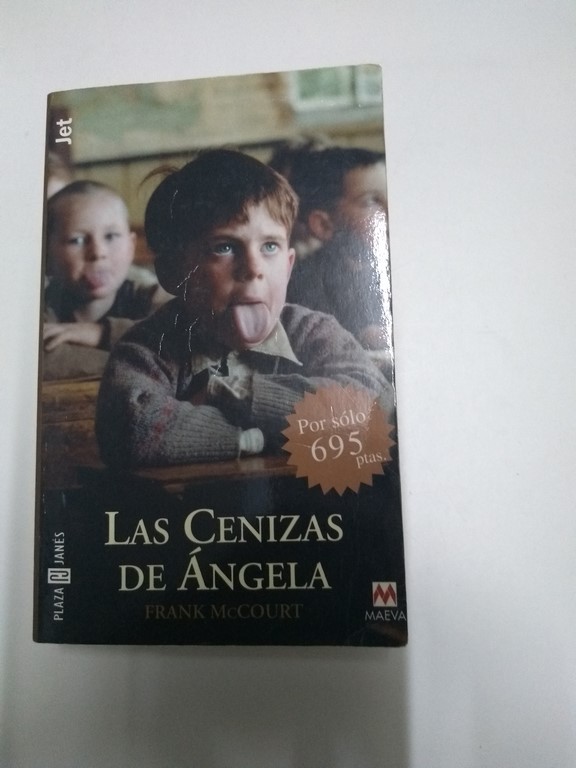 Jet
Por sólo
695
ptas.
LAS CENIZAS
DE ÁNGELA
FRANK McCOURT
PLAZA JANÉS
MAEVA